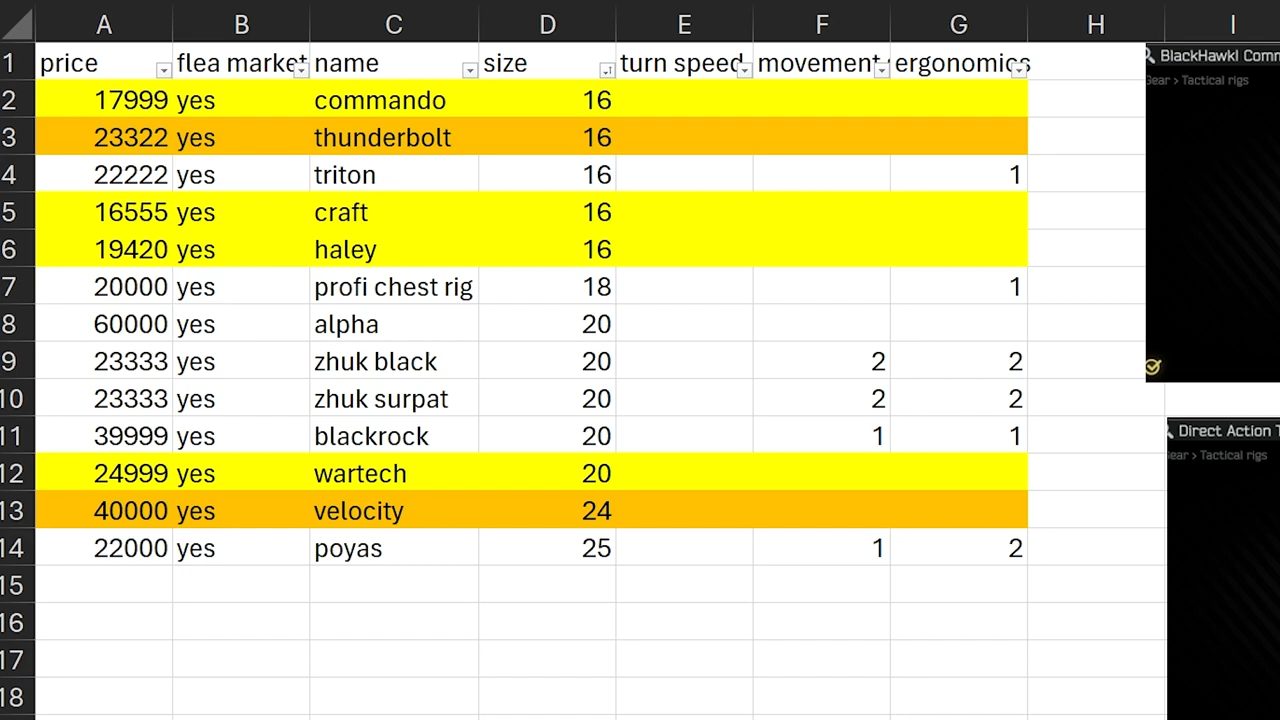 A B C D E F G H I
1 price flea market name size turn speed movement ergonomics
2 17999 yes commando 16
3 23322 yes thunderbolt 16
4 22222 yes triton 16 1
5 16555 yes craft 16
6 19420 yes haley 16
7 20000 yes profi chest rig 18 1
8 60000 yes alpha 20
9 23333 yes zhuk black 20 2 2
10 23333 yes zhuk surpat 20 2 2
11 39999 yes blackrock 20 1 1
12 24999 yes wartech 20
13 40000 yes velocity 24
14 22000 yes poyas 25 1 2
15
16
17
18
BlackHawk! Comm
Gear > Tactical rigs
Direct Action T
ear > Tactical rigs